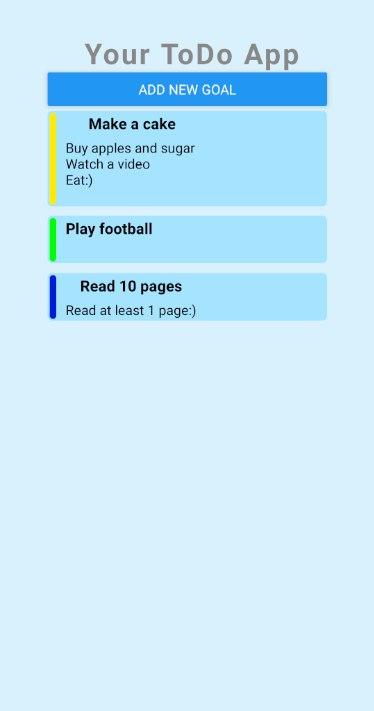 Your ToDo App
ADD NEW GOAL
Make a cake
Buy apples and sugar
Watch a video
Eat:)
Play football
Read 10 pages
Read at least 1 page:)